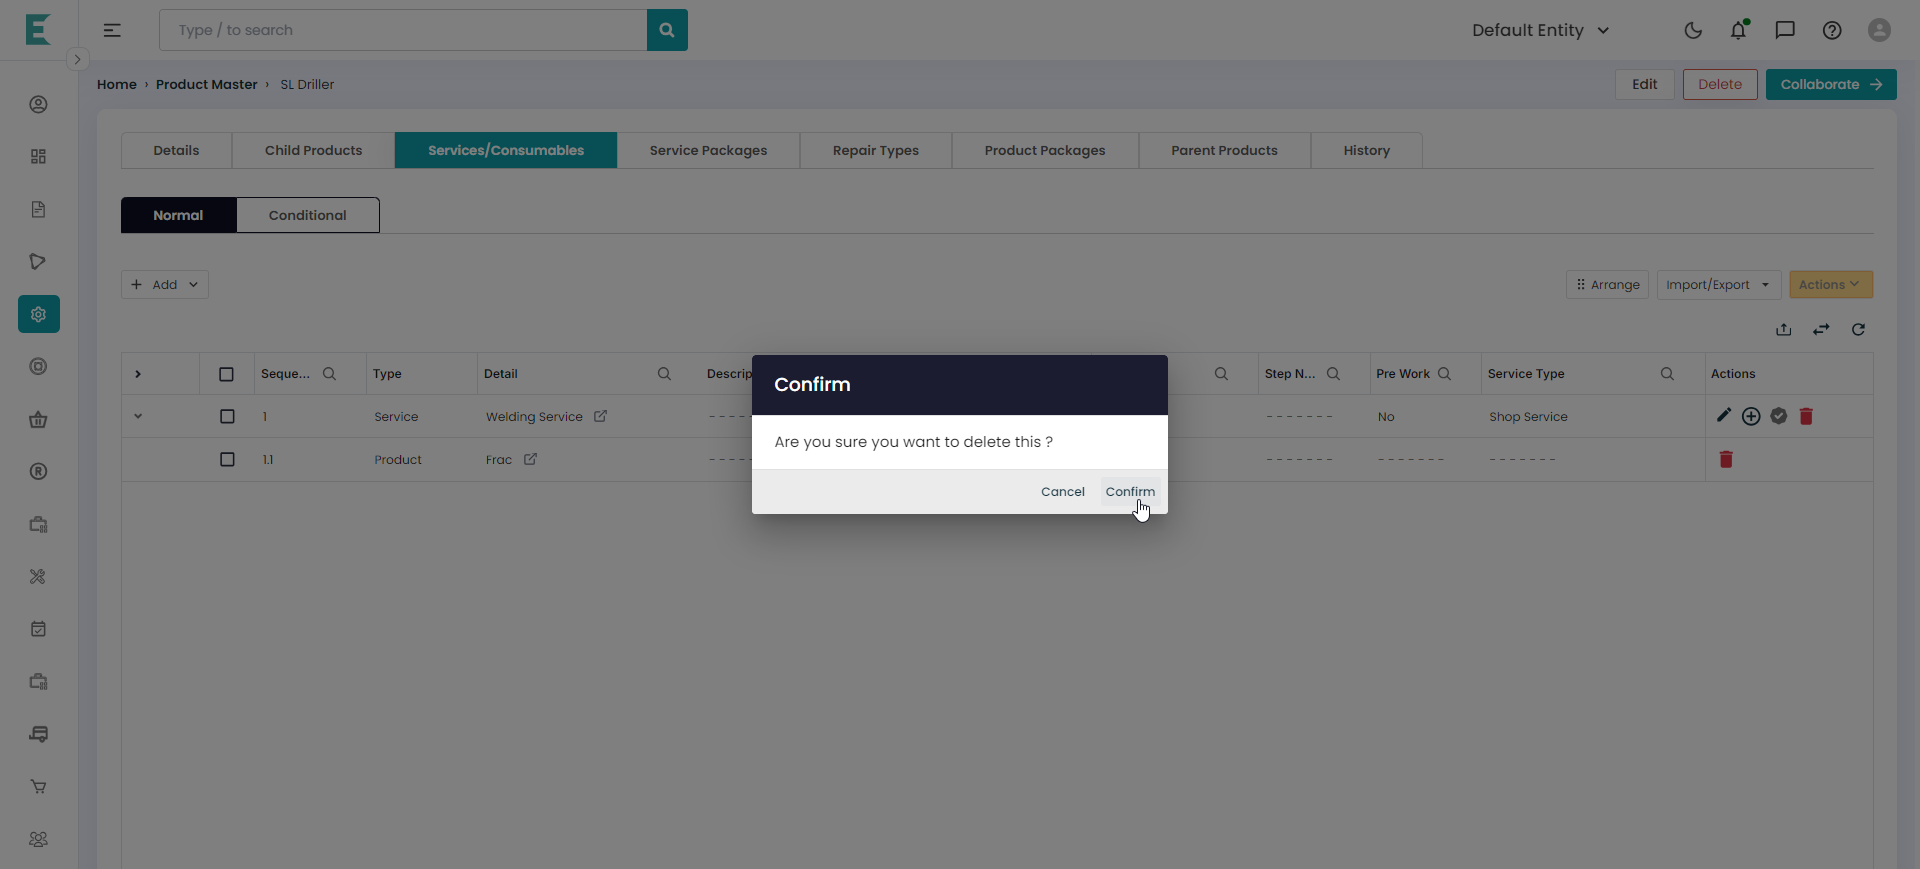 Type / to search
Default Entity
Home › Product Master › SL Driller
Edit
Delete
Collaborate
Details
Child Products
Services/Consumables
Service Packages
Repair Types
Product Packages
Parent Products
History
Normal
Conditional
+ Add
Arrange
Import/Export
Actions
Seque...
Type
Detail
Descrip
Step N...
Pre Work
Service Type
Actions
1
Service
Welding Service
-----
-------
No
Shop Service
1.1
Product
Frac
-----
-------
-------
-------
Confirm
Are you sure you want to delete this ?
Cancel
Confirm